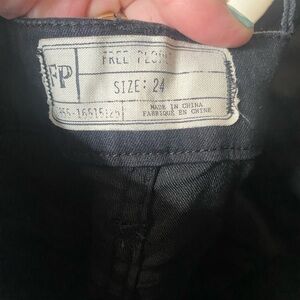 FP
FREE PEOPLE
SIZE: 24
MADE IN CHINA
FABRIQUÉ EN CHINE